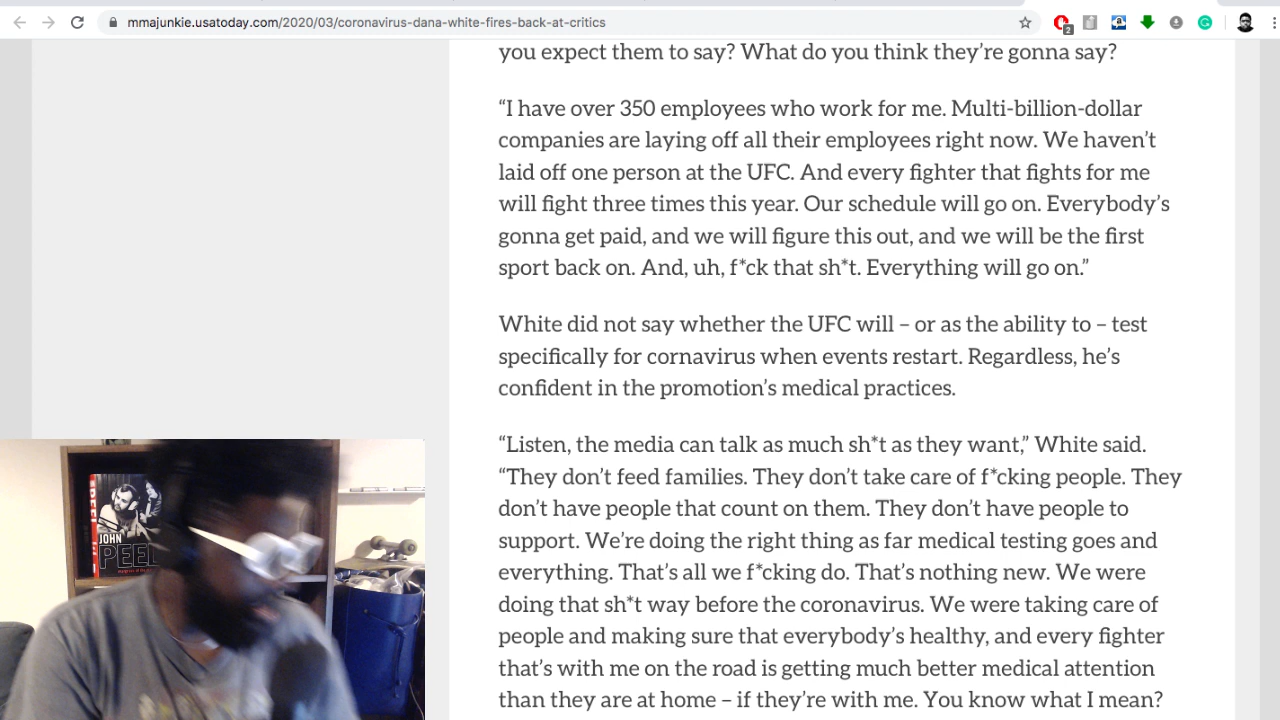 mmajunkie.usatoday.com/2020/03/coronavirus-dana-white-fires-back-at-critics
2
you expect them to say? What do you think they're gonna say?
“I have over 350 employees who work for me. Multi-billion-dollar
companies are laying off all their employees right now. We haven't
laid off one person at the UFC. And every fighter that fights for me
will fight three times this year. Our schedule will go on. Everybody's
gonna get paid, and we will figure this out, and we will be the first
sport back on. And, uh, f*ck that sh*t. Everything will go on.”
White did not say whether the UFC will – or as the ability to – test
specifically for cornavirus when events restart. Regardless, he's
confident in the promotion's medical practices.
“Listen, the media can talk as much sh*t as they want,” White said.
“They don't feed families. They don't take care of f*cking people. They
don't have people that count on them. They don't have people to
support. We're doing the right thing as far medical testing goes and
everything. That's all we f*cking do. That's nothing new. We were
doing that sh*t way before the coronavirus. We were taking care of
people and making sure that everybody's healthy, and every fighter
that's with me on the road is getting much better medical attention
than they are at home – if they're with me. You know what I mean?
JOHN
PEEL